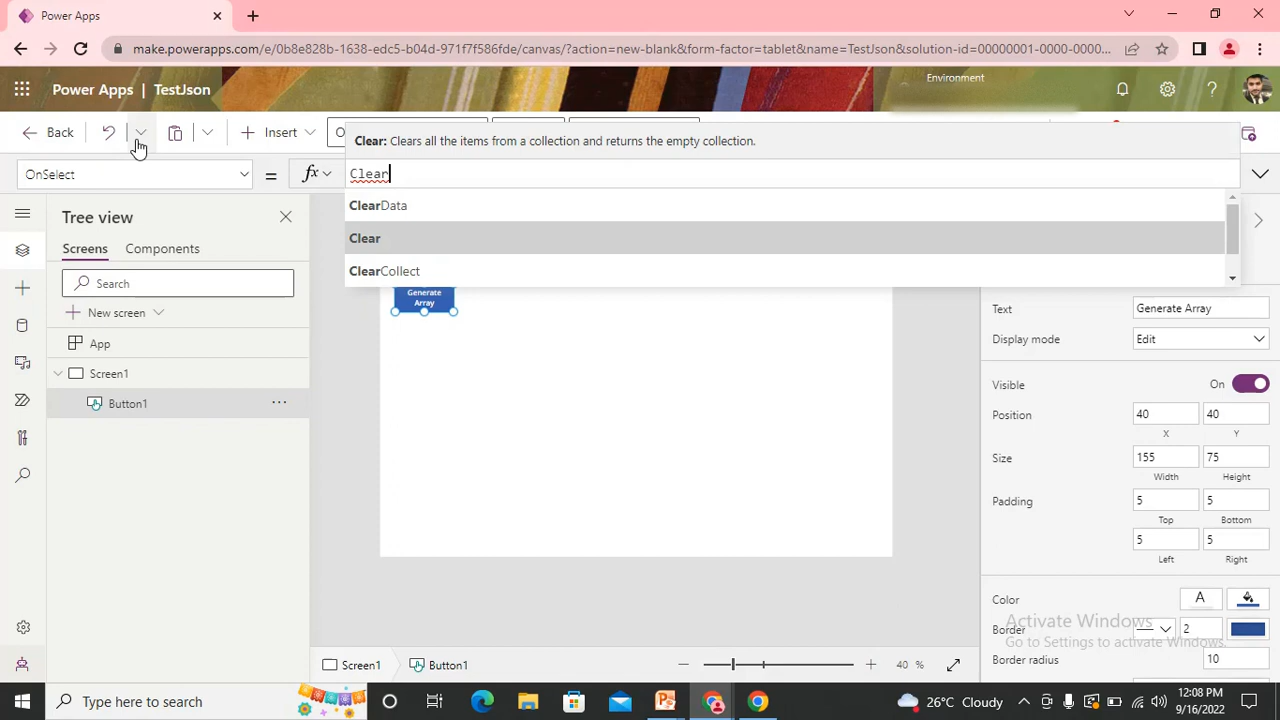 Power Apps
make.powerapps.com/e/0b8e828b-1638-edc5-b04d-971f7f586fde/canvas/?action=new-blank&form-factor=tablet&name=TestJson&solution-id=00000001-0000-0000...
Power Apps | TestJson
Environment
Back
Insert
Clear: Clears all the items from a collection and returns the empty collection.
OnSelect
=
fx
Clear
ClearData
Clear
ClearCollect
Tree view
Screens
Components
Search
New screen
App
Screen1
Button1
Generate
Array
Text
Generate Array
Display mode
Edit
Visible
On
Position
40
40
X
Y
Size
155
75
Width
Height
Padding
5
5
Top
Bottom
5
5
Left
Right
Color
A
Border
2
Border radius
10
Activate Windows
Go to Settings to activate Windows.
Screen1
Button1
40 %
Type here to search
26°C Cloudy
12:08 PM
9/16/2022